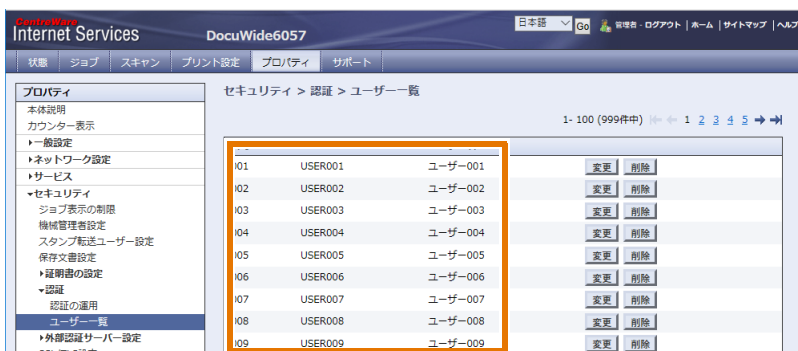 CentreWare
Internet Services
DocuWide6057
日本語 Go 管理者 - ログアウト | ホーム | サイトマップ | ヘルプ
状態 ジョブ スキャン プリント設定 プロパティ サポート
プロパティ
本体説明
カウンター表示
一般設定
ネットワーク設定
サービス
セキュリティ
ジョブ表示の制限
機械管理者設定
スタンプ転送ユーザー設定
保存文書設定
証明書の設定
認証
認証の運用
ユーザー一覧
外部認証サーバー設定
セキュリティ > 認証 > ユーザー一覧
1- 100 (999件中) 1 2 3 4 5
001 USER001 ユーザー001 変更 削除
002 USER002 ユーザー002 変更 削除
003 USER003 ユーザー003 変更 削除
004 USER004 ユーザー004 変更 削除
005 USER005 ユーザー005 変更 削除
006 USER006 ユーザー006 変更 削除
007 USER007 ユーザー007 変更 削除
008 USER008 ユーザー008 変更 削除
009 USER009 ユーザー009 変更 削除